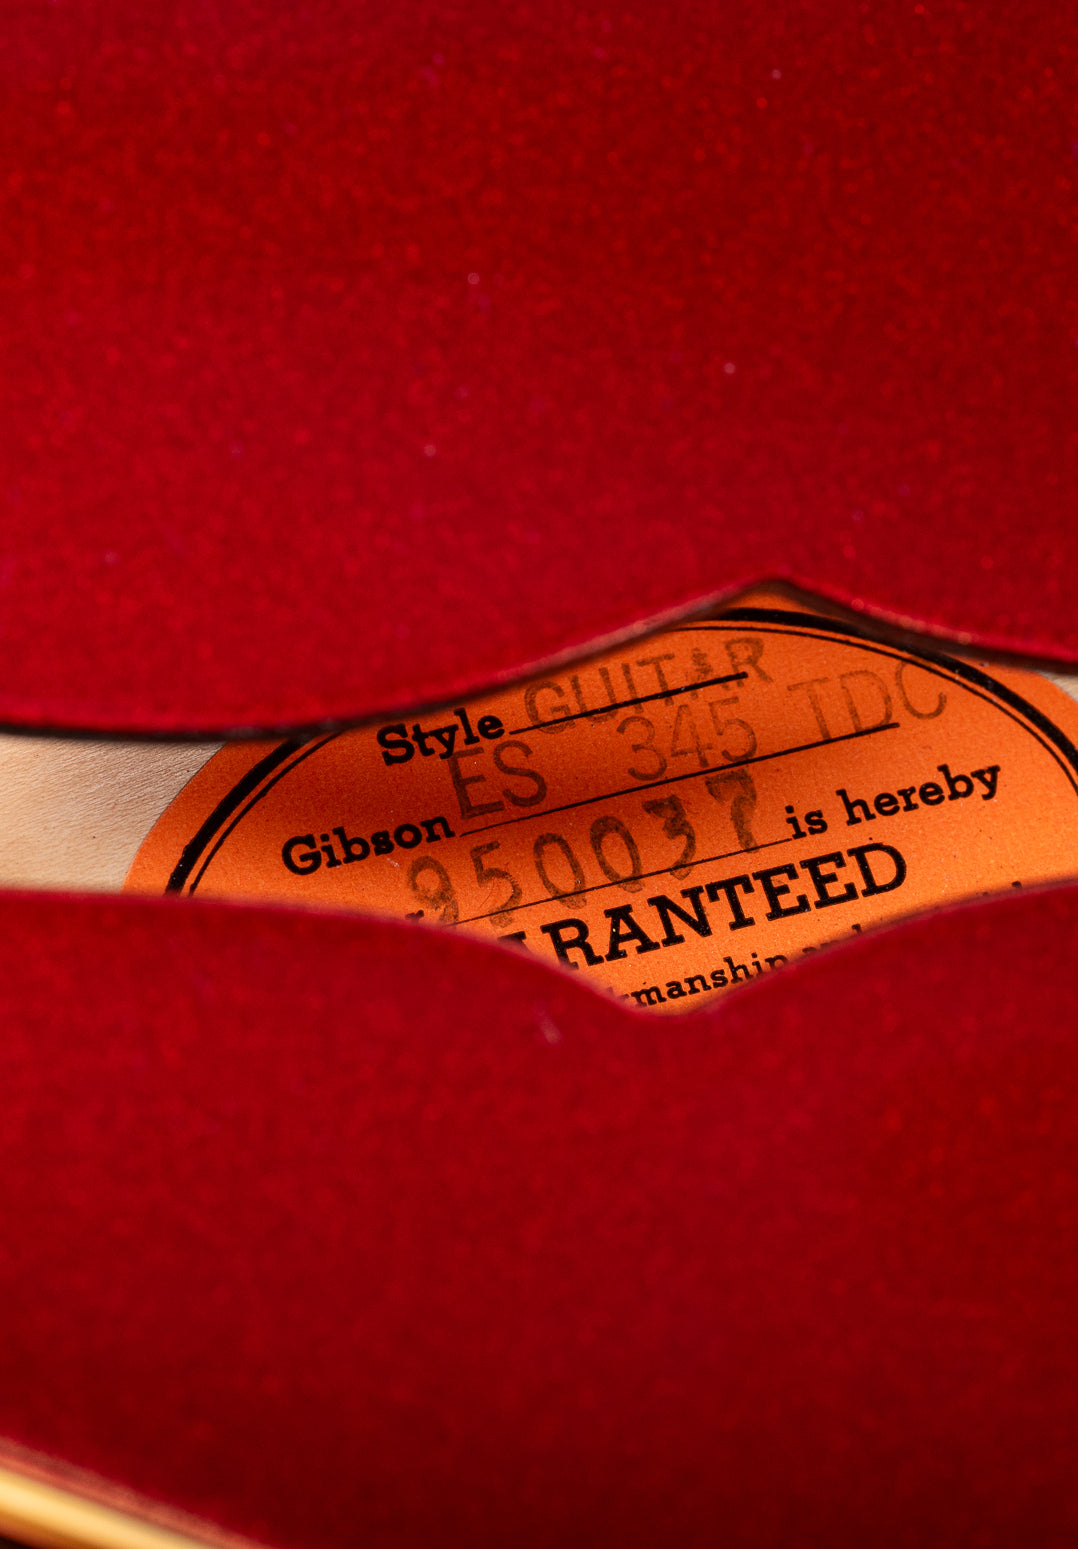 Style GUITAR
ES 345 TDC
Gibson
950037 is hereby
RANTEED
manship